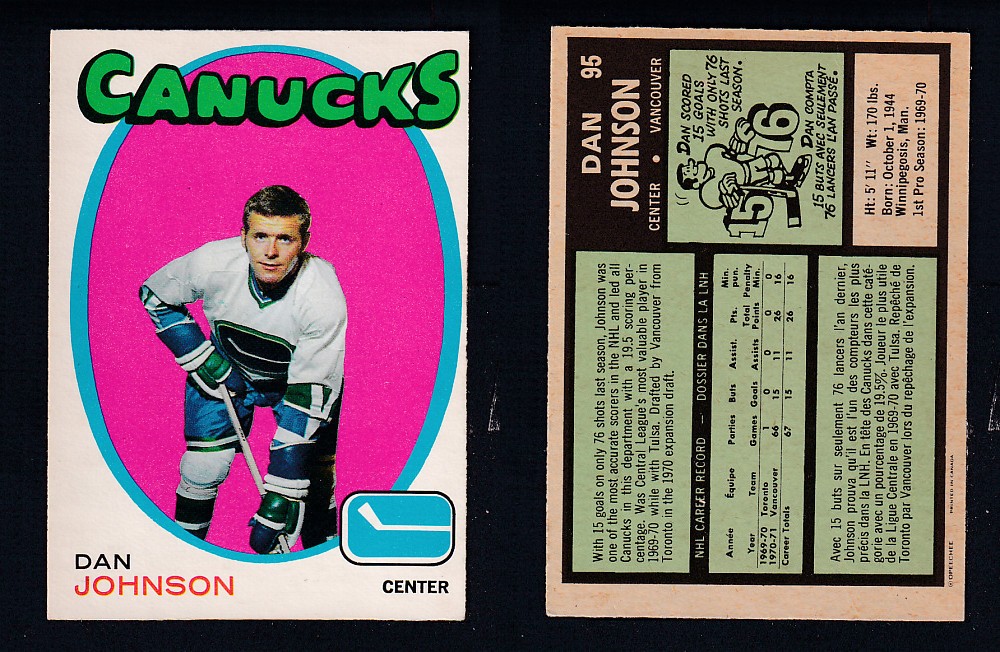 CANUCKS
DAN
JOHNSON
CENTER
95
DAN
JOHNSON
CENTER • VANCOUVER
DAN SCORED
15 GOALS
WITH ONLY 76
SHOTS LAST
SEASON.
15
76
DAN COMPTA
15 BUTS AVEC SEULEMENT
76 LANCERS L'AN PASSÉ.
Ht: 5' 11" Wt: 170 lbs.
Born: October 1, 1944
Winnipegosis, Man.
1st Pro Season: 1969-70
With 15 goals on only 76 shots last season, Johnson was
one of the most accurate scorers in the NHL and led all
Canucks in this department with a 19.5 scoring per-
centage. Was Central League's most valuable player in
1969-70 while with Tulsa. Drafted by Vancouver from
Toronto in the 1970 expansion draft.
NHL CAREER RECORD — DOSSIER DANS LA LNH
Année Équipe Parties Buts Assist. Pts. Min. pun.
Year Team Games Goals Assists Total Points Penalty Min.
1969-70 Toronto 1 0 0 0 0
1970-71 Vancouver 66 15 11 26 16
Career Totals 67 15 11 26 16
Avec 15 buts sur seulement 76 lancers l'an dernier,
Johnson prouva qu'il est l'un des compteurs les plus
précis dans la LNH. En tête des Canucks dans cette caté-
gorie avec un pourcentage de 19.5%. Joueur le plus utile
de la Ligue Centrale en 1969-70 avec Tulsa. Repêché de
Toronto par Vancouver lors du repêchage de l'expansion.
© OPEECHEE PRINTED IN CANADA